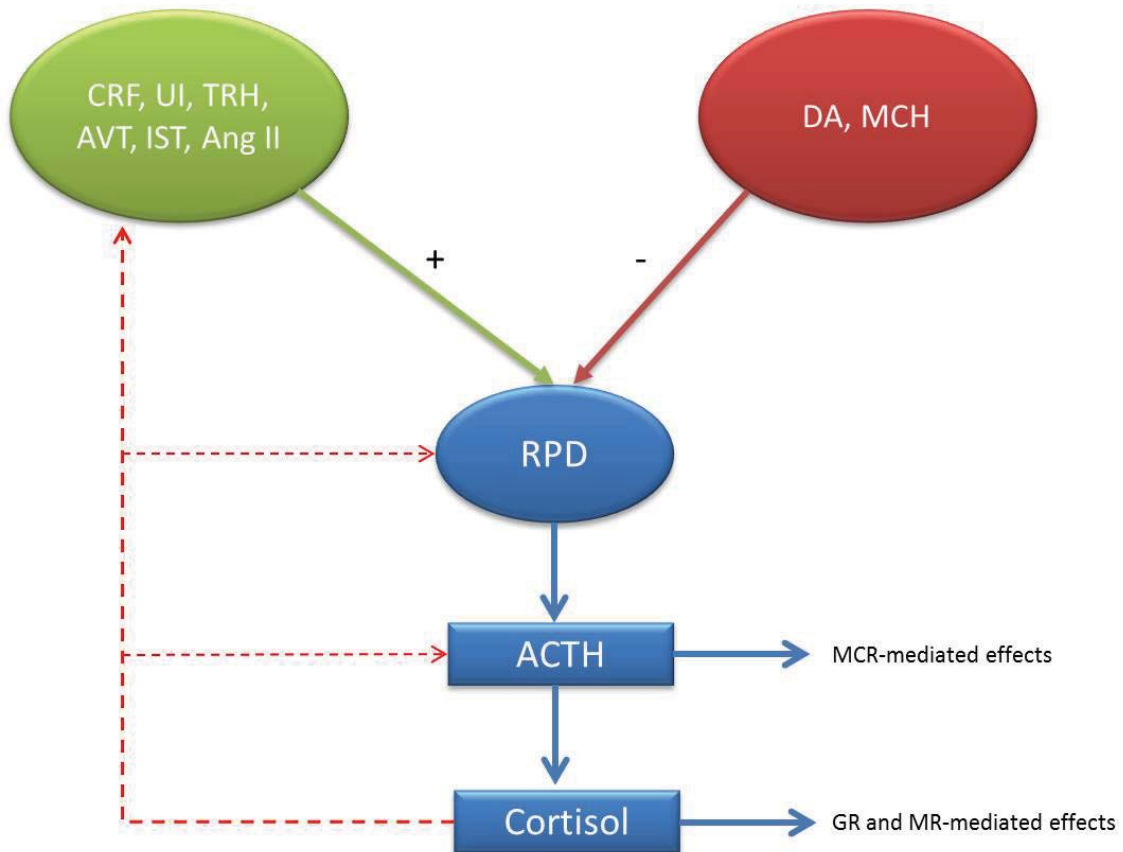 CRF, UI, TRH,
AVT, IST, Ang II
DA, MCH
+
-
RPD
ACTH
MCR-mediated effects
Cortisol
GR and MR-mediated effects